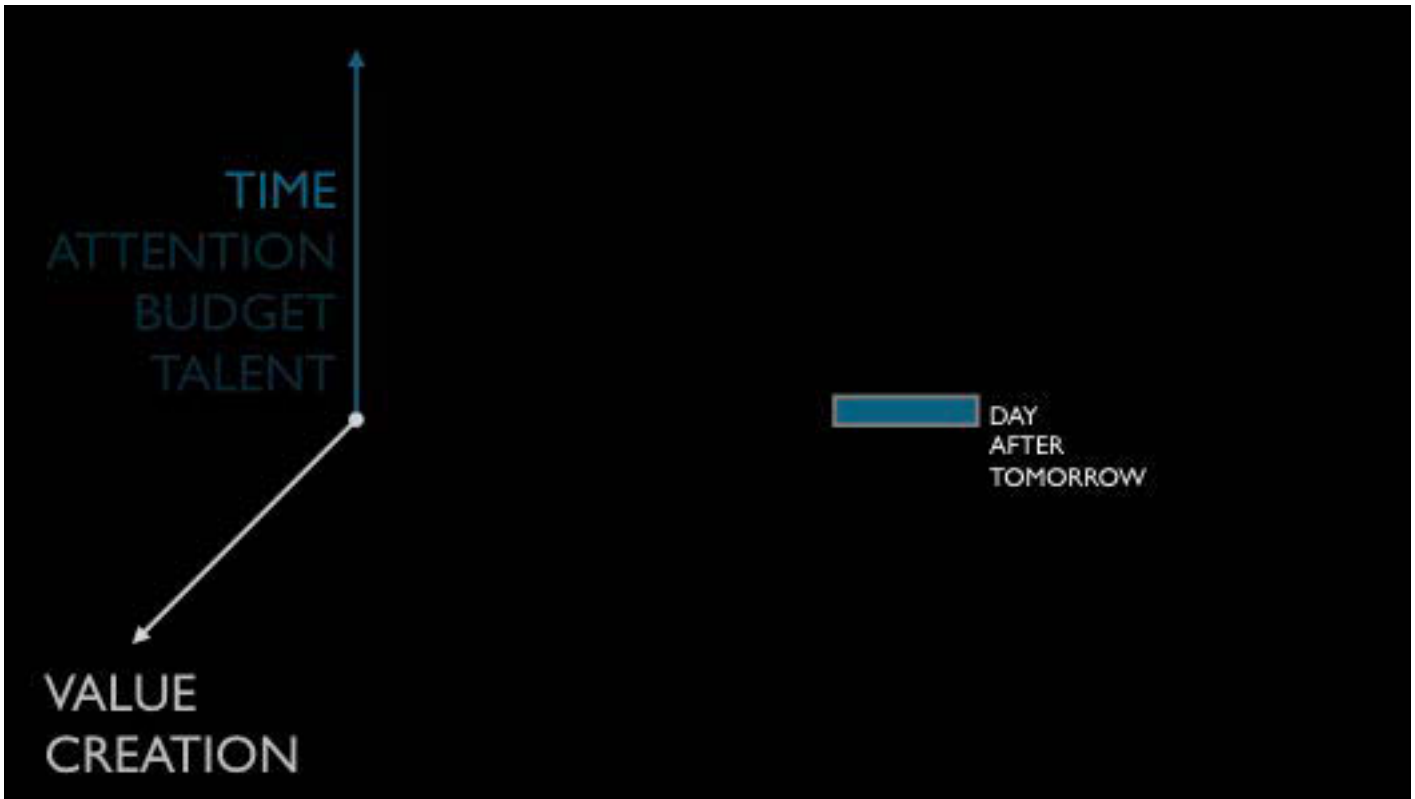 TIME
ATTENTION
BUDGET
TALENT
DAY
AFTER
TOMORROW
VALUE
CREATION